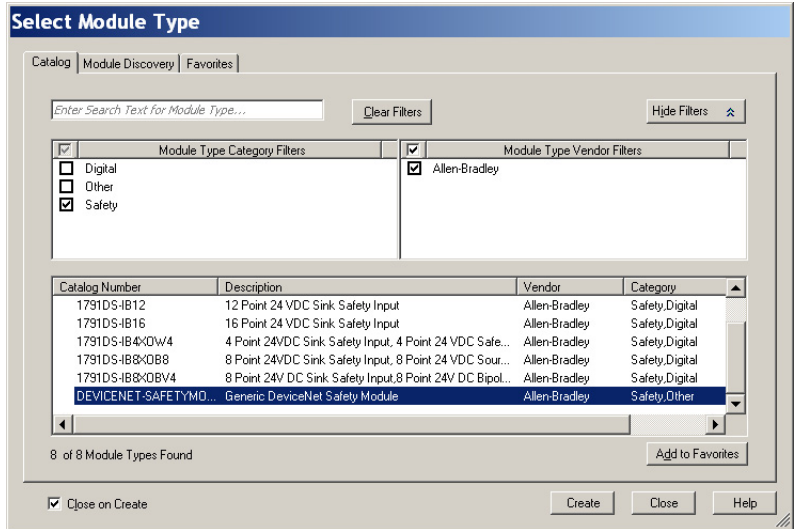 Select Module Type
Catalog Module Discovery Favorites
Enter Search Text for Module Type... Clear Filters Hide Filters
Module Type Category Filters Module Type Vendor Filters
Digital Allen-Bradley
Other
Safety
Catalog Number Description Vendor Category
1791DS-IB12 12 Point 24 VDC Sink Safety Input Allen-Bradley Safety,Digital
1791DS-IB16 16 Point 24 VDC Sink Safety Input Allen-Bradley Safety,Digital
1791DS-IB4XOW4 4 Point 24VDC Sink Safety Input, 4 Point 24 VDC Safe... Allen-Bradley Safety,Digital
1791DS-IB8XOB8 8 Point 24VDC Sink Safety Input, 8 Point 24 VDC Sour... Allen-Bradley Safety,Digital
1791DS-IB8XOBV4 8 Point 24V DC Sink Safety Input,8 Point 24V DC Bipol... Allen-Bradley Safety,Digital
DEVICENET-SAFETYMO... Generic DeviceNet Safety Module Allen-Bradley Safety,Other
8 of 8 Module Types Found Add to Favorites
Close on Create Create Close Help